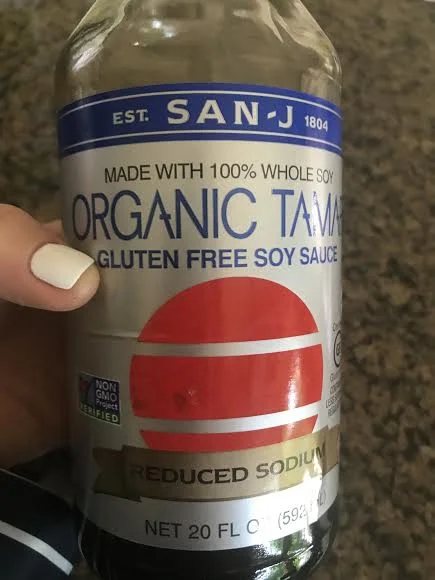 EST. SAN-J 1804
MADE WITH 100% WHOLE SOY
ORGANIC TAMA
GLUTEN FREE SOY SAUCE
NON
GMO
Project
VERIFIED
REDUCED SODIUM
NET 20 FL O (592